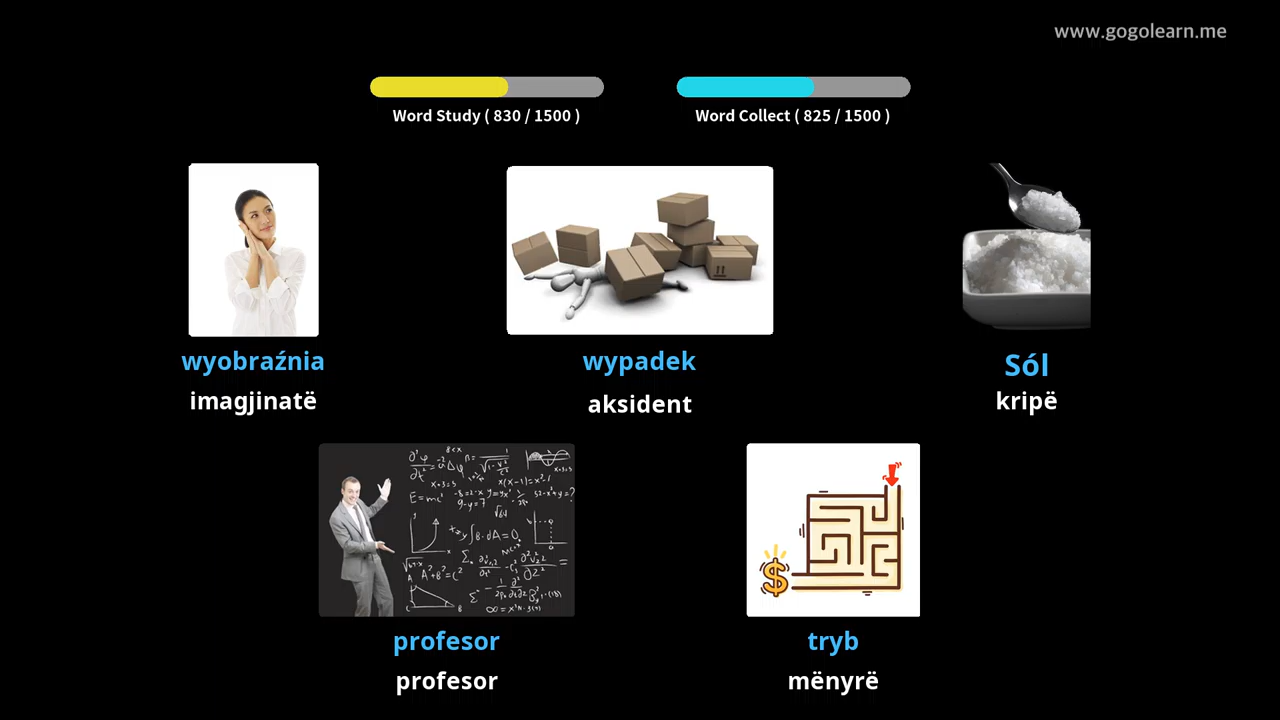 www.gogolearn.me
Word Study ( 830 / 1500 )
Word Collect ( 825 / 1500 )
wyobraźnia
imagjinatë
wypadek
aksident
Sól
kripë
profesor
profesor
tryb
mënyrë